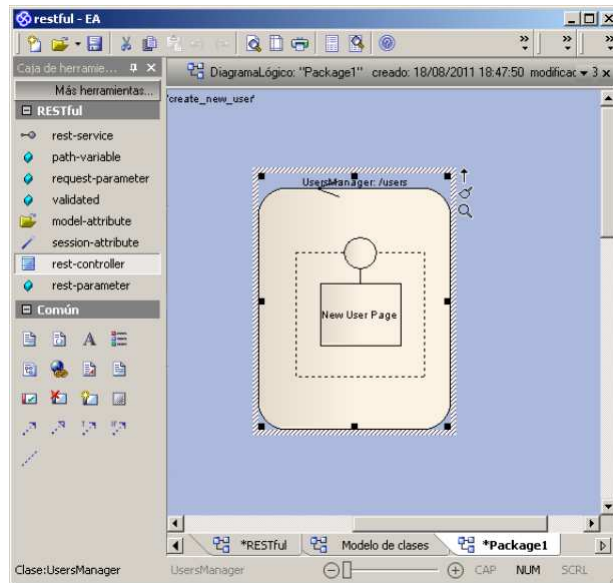 restful - EA
Caja de herramie...
DiagramaLógico: "Package1" creado: 18/08/2011 18:47:50 modificac
3
Más herramientas...
RESTful
rest-service
path-variable
request-parameter
validated
model-attribute
session-attribute
rest-controller
rest-parameter
Común
'create_new_user'
UsersManager: /users
New User Page
*RESTful
Modelo de clases
*Package1
Clase:UsersManager
UsersManager
CAP
NUM
SCRL